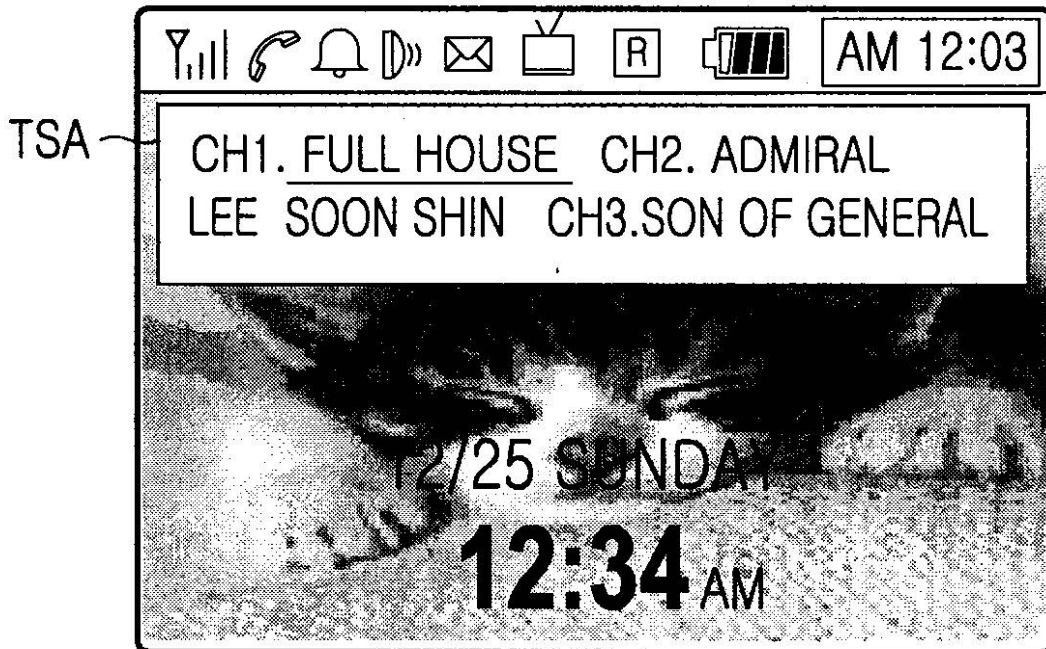 R AM 12:03
TSA
CH1. FULL HOUSE CH2. ADMIRAL
LEE SOON SHIN CH3.SON OF GENERAL
12/25 SUNDAY
12:34 AM